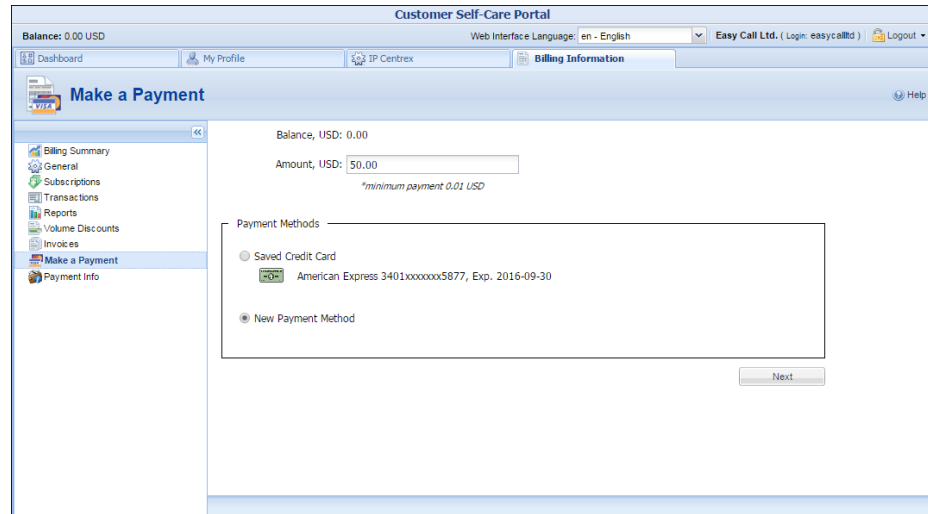 Customer Self-Care Portal
Balance: 0.00 USD
Web Interface Language: en - English
Easy Call Ltd. ( Login: easycallltd )
Logout
Dashboard
My Profile
IP Centrex
Billing Information
VISA
Make a Payment
Help
Billing Summary
General
Subscriptions
Transactions
Reports
Volume Discounts
Invoices
Make a Payment
Payment Info
Balance, USD: 0.00
Amount, USD: 50.00
*minimum payment 0.01 USD
Payment Methods
Saved Credit Card
American Express 3401xxxxxxx5877, Exp. 2016-09-30
New Payment Method
Next